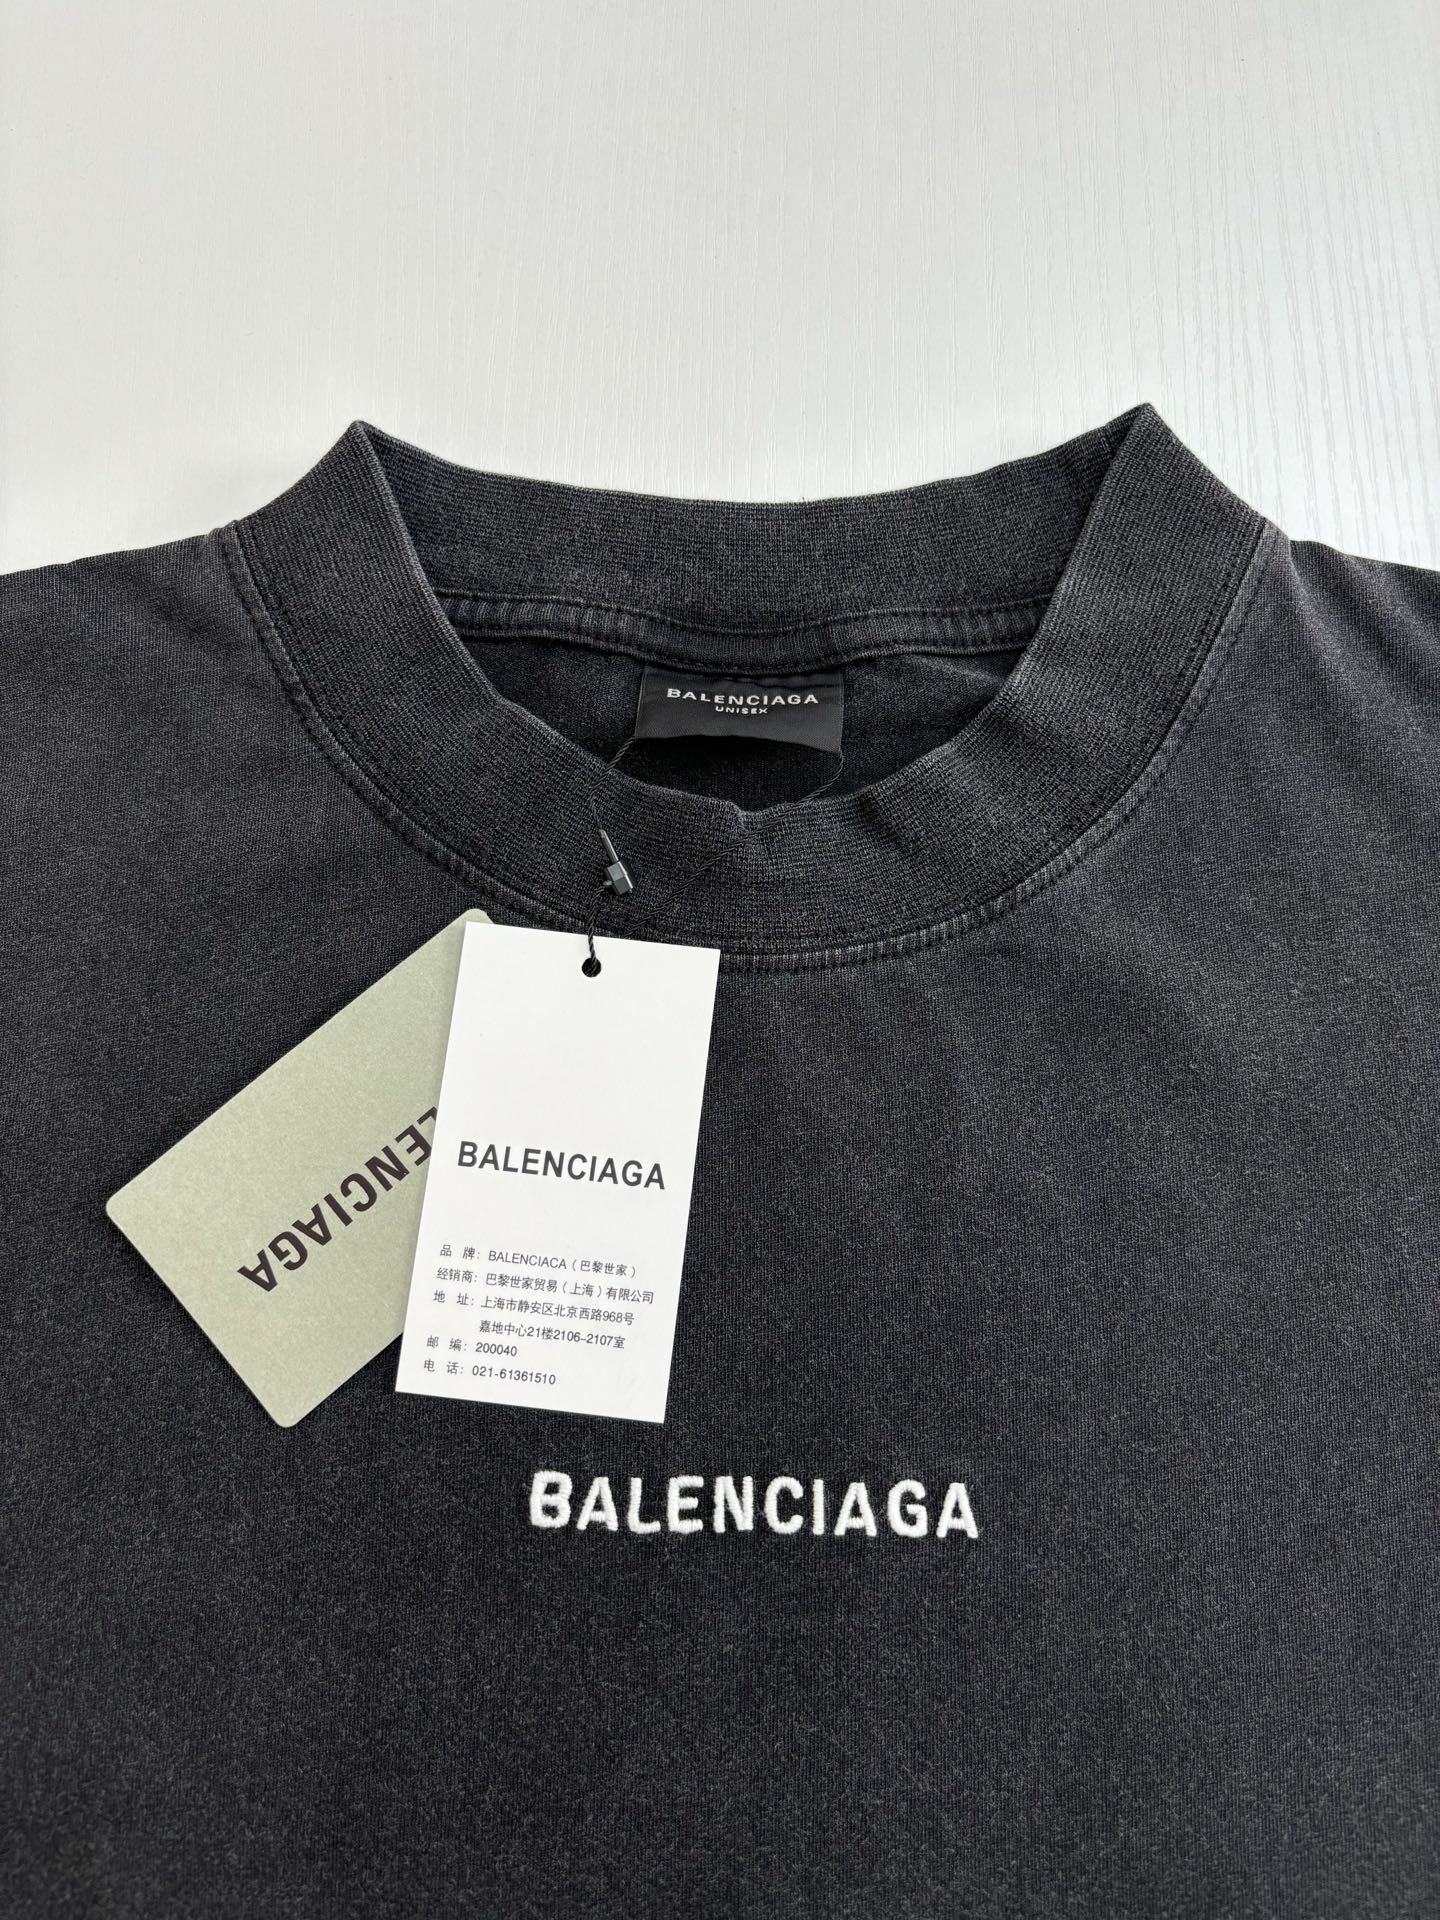 BALENCIAGA
UNISEX
LENCIAGA
BALENCIAGA
品 牌：BALENCIACA（巴黎世家）
经销商：巴黎世家贸易（上海）有限公司
地 址：上海市静安区北京西路968号
嘉地中心21楼2106-2107室
邮 编：200040
电 话：021-61361510
BALENCIAGA